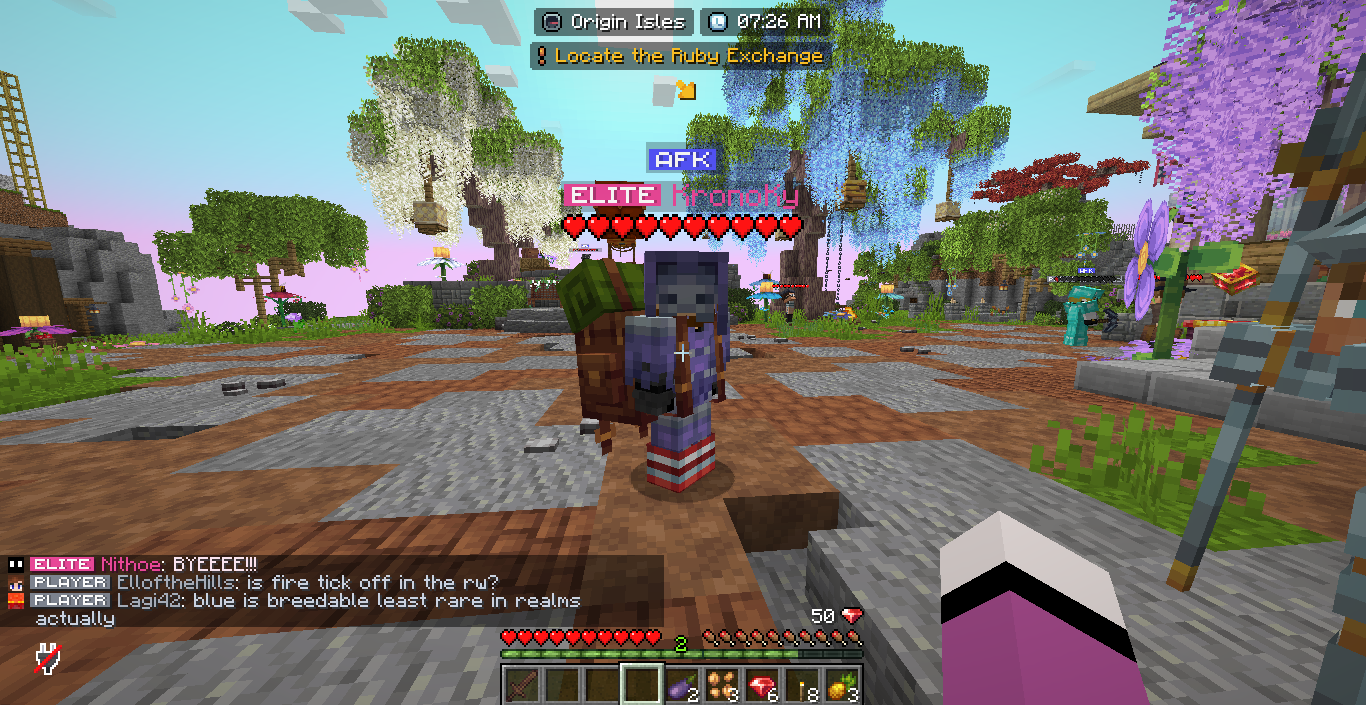 Origin Isles 07:26 AM
Locate the Ruby Exchange
AFK
ELITE KronoKy
AFK
ELITE Nithoe: BYEEEE!!!
PLAYER ElloftheHills: is fire tick off in the rw?
PLAYER Lagi42: blue is breedable least rare in realms
actually
50
2
2 3 6 8 3